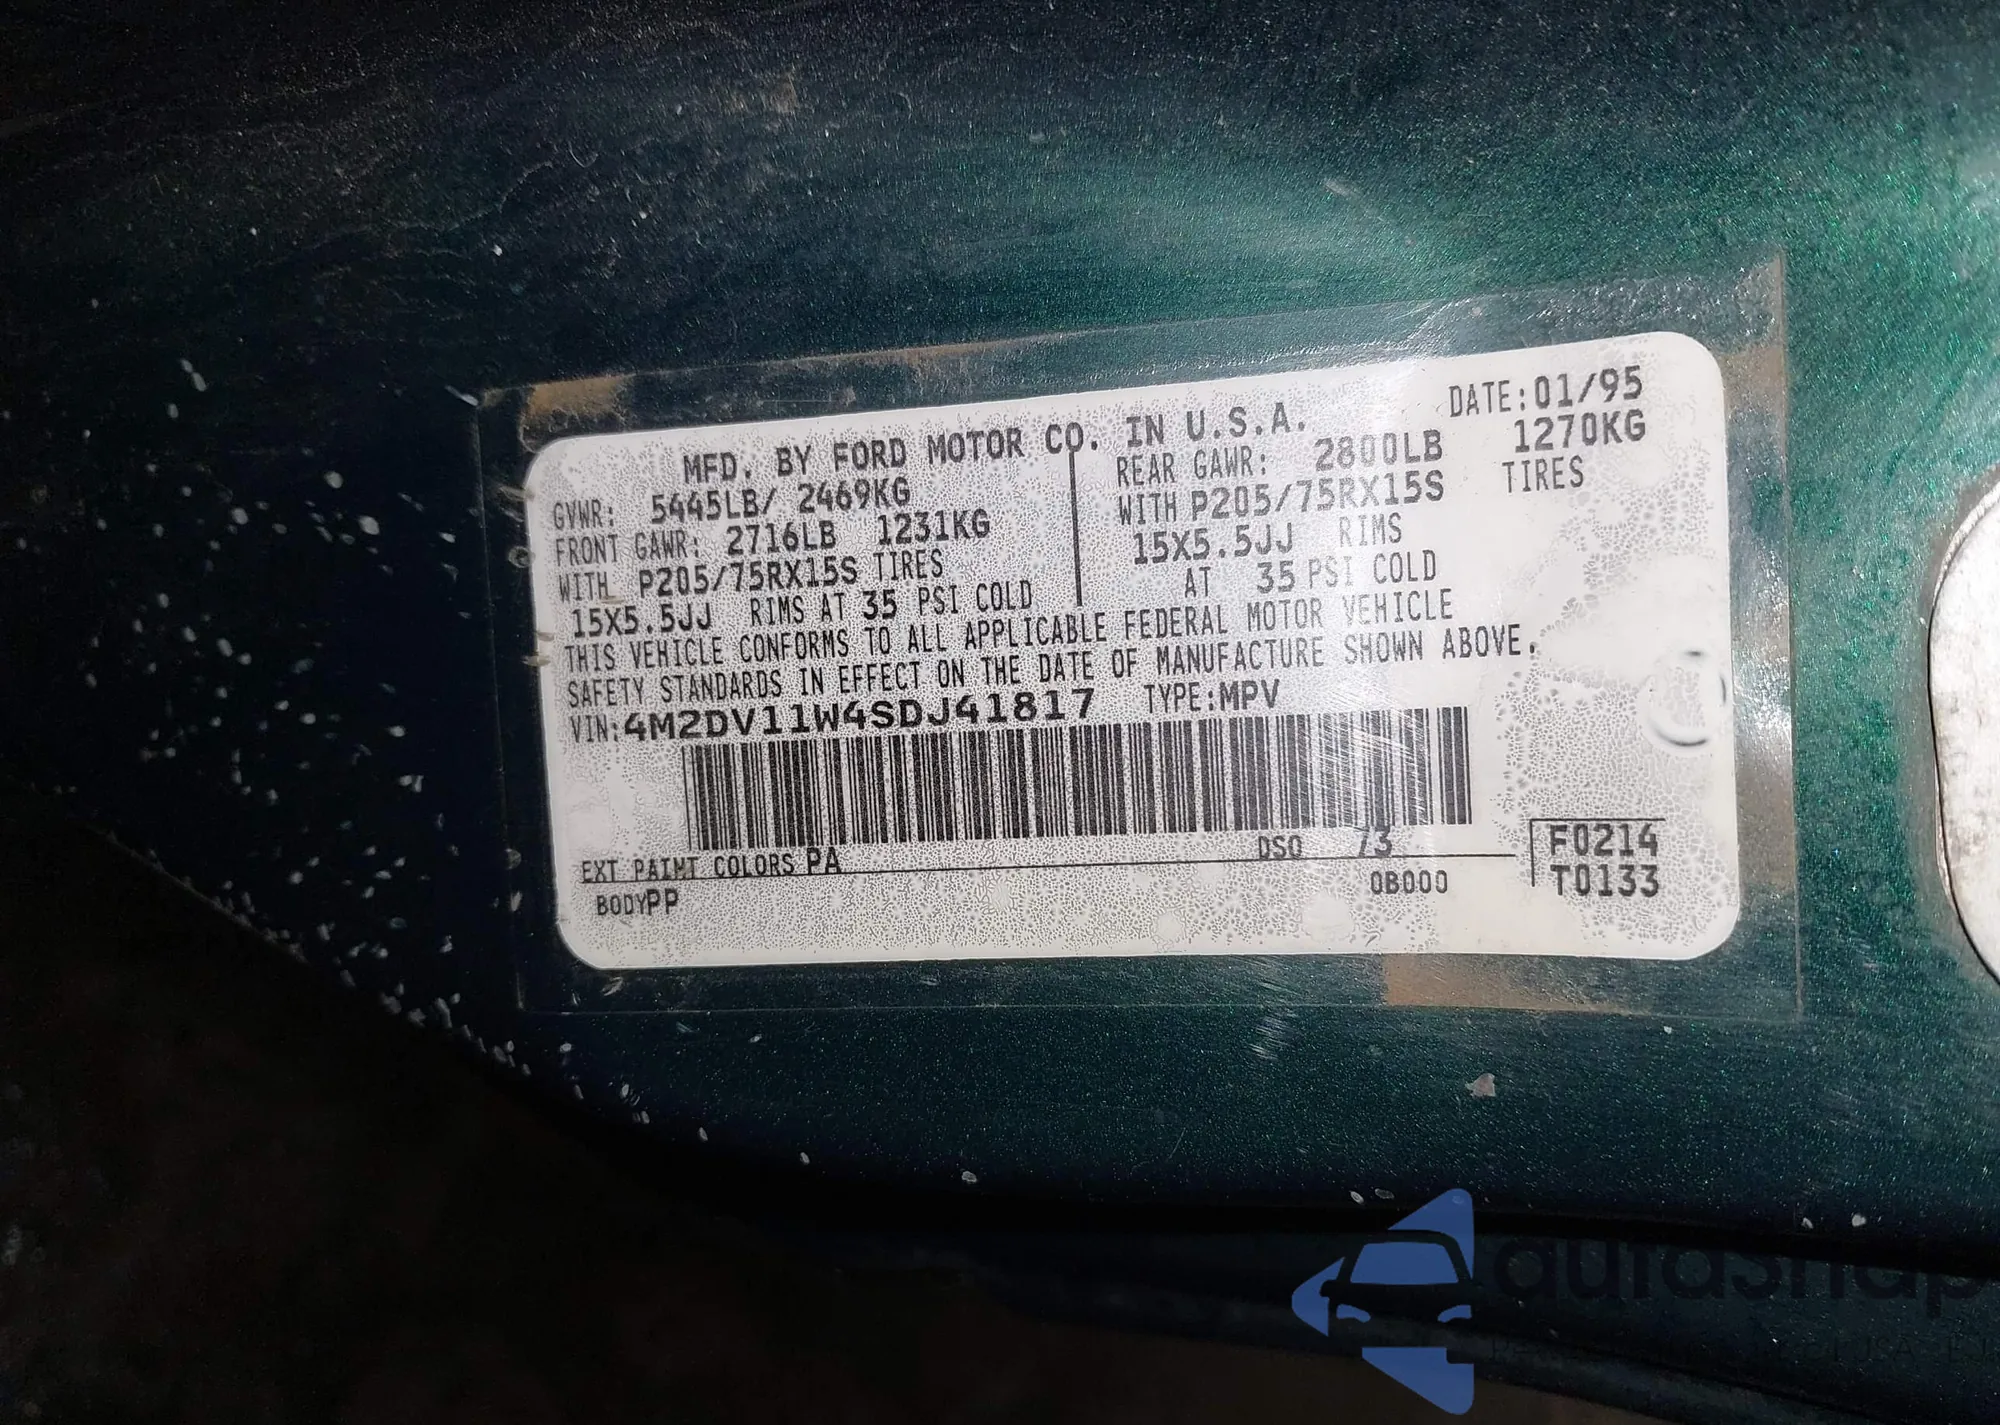 MFD. BY FORD MOTOR CO. IN U.S.A.
DATE:01/95
GVWR: 5445LB/ 2469KG
FRONT GAWR: 2716LB 1231KG
WITH P205/75RX15S TIRES
15X5.5JJ RIMS AT 35 PSI COLD
REAR GAWR: 2800LB 1270KG
WITH P205/75RX15S TIRES
15X5.5JJ RIMS
AT 35 PSI COLD
THIS VEHICLE CONFORMS TO ALL APPLICABLE FEDERAL MOTOR VEHICLE
SAFETY STANDARDS IN EFFECT ON THE DATE OF MANUFACTURE SHOWN ABOVE.
VIN:4M2DV11W4SDJ41817 TYPE:MPV
EXT PAINT COLORS PA DSO 73
BODYPP 0B000
F0214
T0133
autasnap